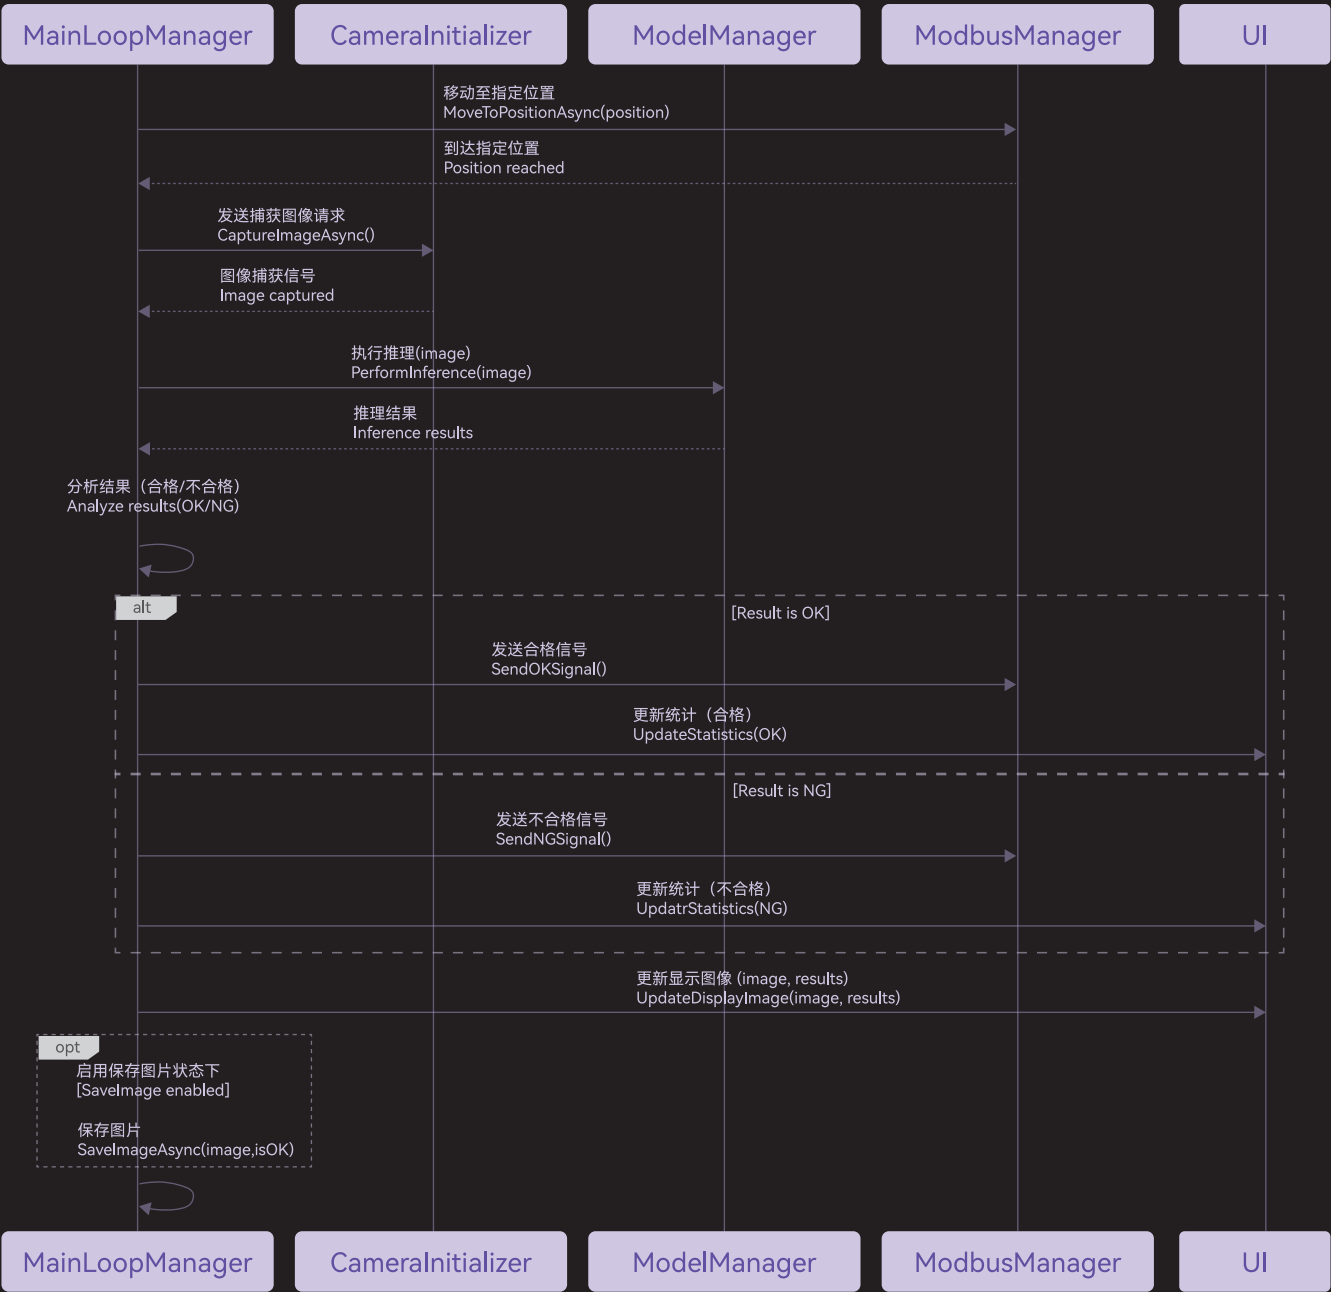 MainLoopManager
CameraInitializer
ModelManager
ModbusManager
UI
移动至指定位置
MoveToPositionAsync(position)
到达指定位置
Position reached
发送捕获图像请求
CaptureImageAsync()
图像捕获信号
Image captured
执行推理(image)
PerformInference(image)
推理结果
Inference results
分析结果（合格/不合格）
Analyze results(OK/NG)
alt
[Result is OK]
发送合格信号
SendOKSignal()
更新统计（合格）
UpdateStatistics(OK)
[Result is NG]
发送不合格信号
SendNGSignal()
更新统计（不合格）
UpdatrStatistics(NG)
更新显示图像 (image, results)
UpdateDisplayImage(image, results)
opt
启用保存图片状态下
[SaveImage enabled]
保存图片
SaveImageAsync(image,isOK)
MainLoopManager
CameraInitializer
ModelManager
ModbusManager
UI